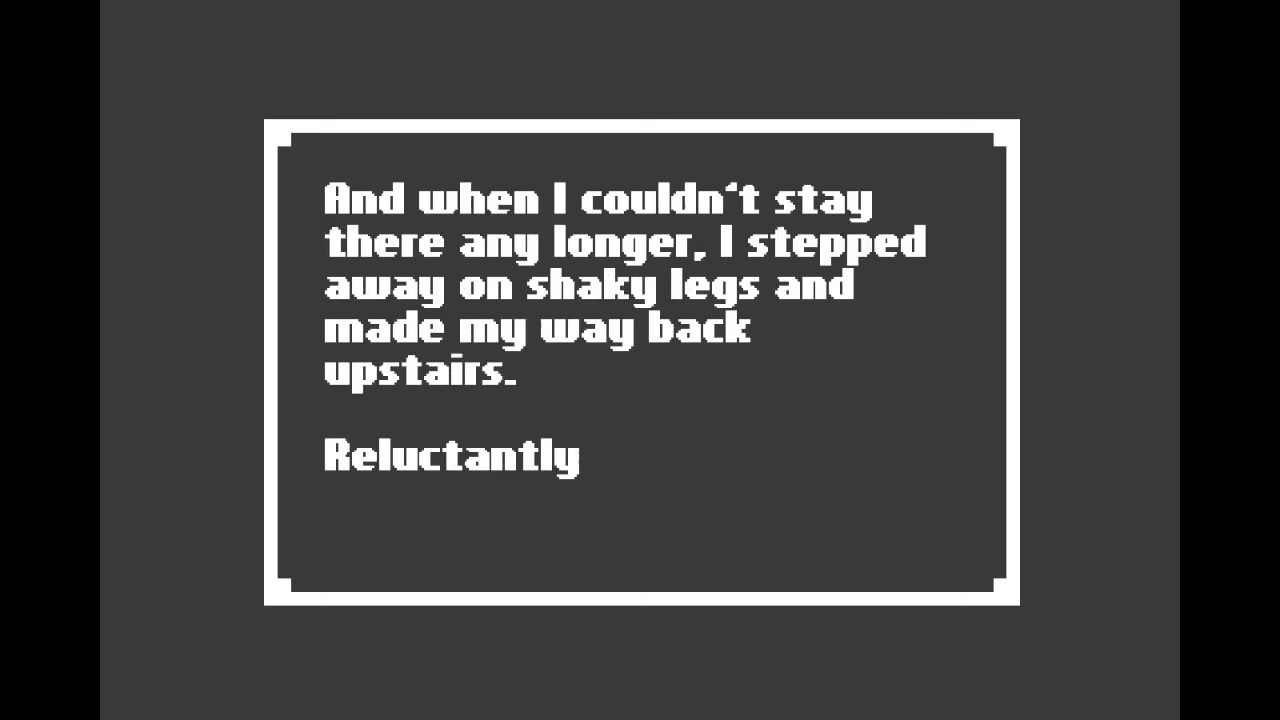 And when I couldn't stay
there any longer, I stepped
away on shaky legs and
made my way back
upstairs.
Reluctantly